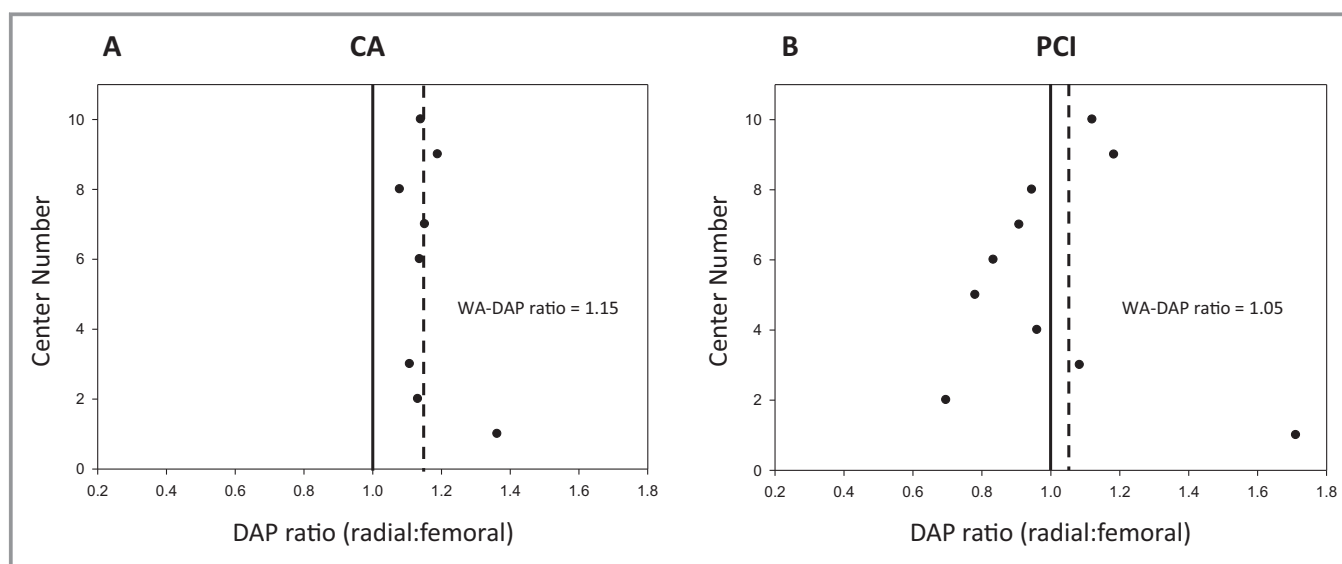 A
CA
10
8
6
4
2
0
Center Number
WA-DAP ratio = 1.15
0.2 0.4 0.6 0.8 1.0 1.2 1.4 1.6 1.8
DAP ratio (radial:femoral)
B
PCI
10
8
6
4
2
0
Center Number
WA-DAP ratio = 1.05
0.2 0.4 0.6 0.8 1.0 1.2 1.4 1.6 1.8
DAP ratio (radial:femoral)